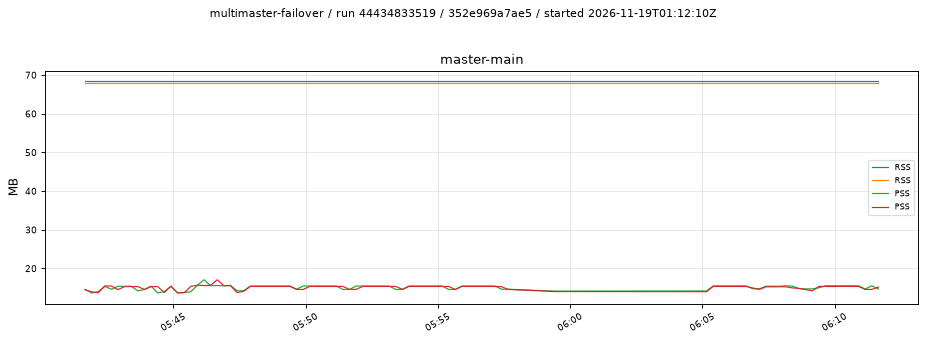 multimaster-failover / run 44434833519 / 352e969a7ae5 / started 2026-11-19T01:12:10Z
master-main
70
60
50
40
30
20
MB
RSS
RSS
PSS
PSS
05:45
05:50
05:55
06:00
06:05
06:10